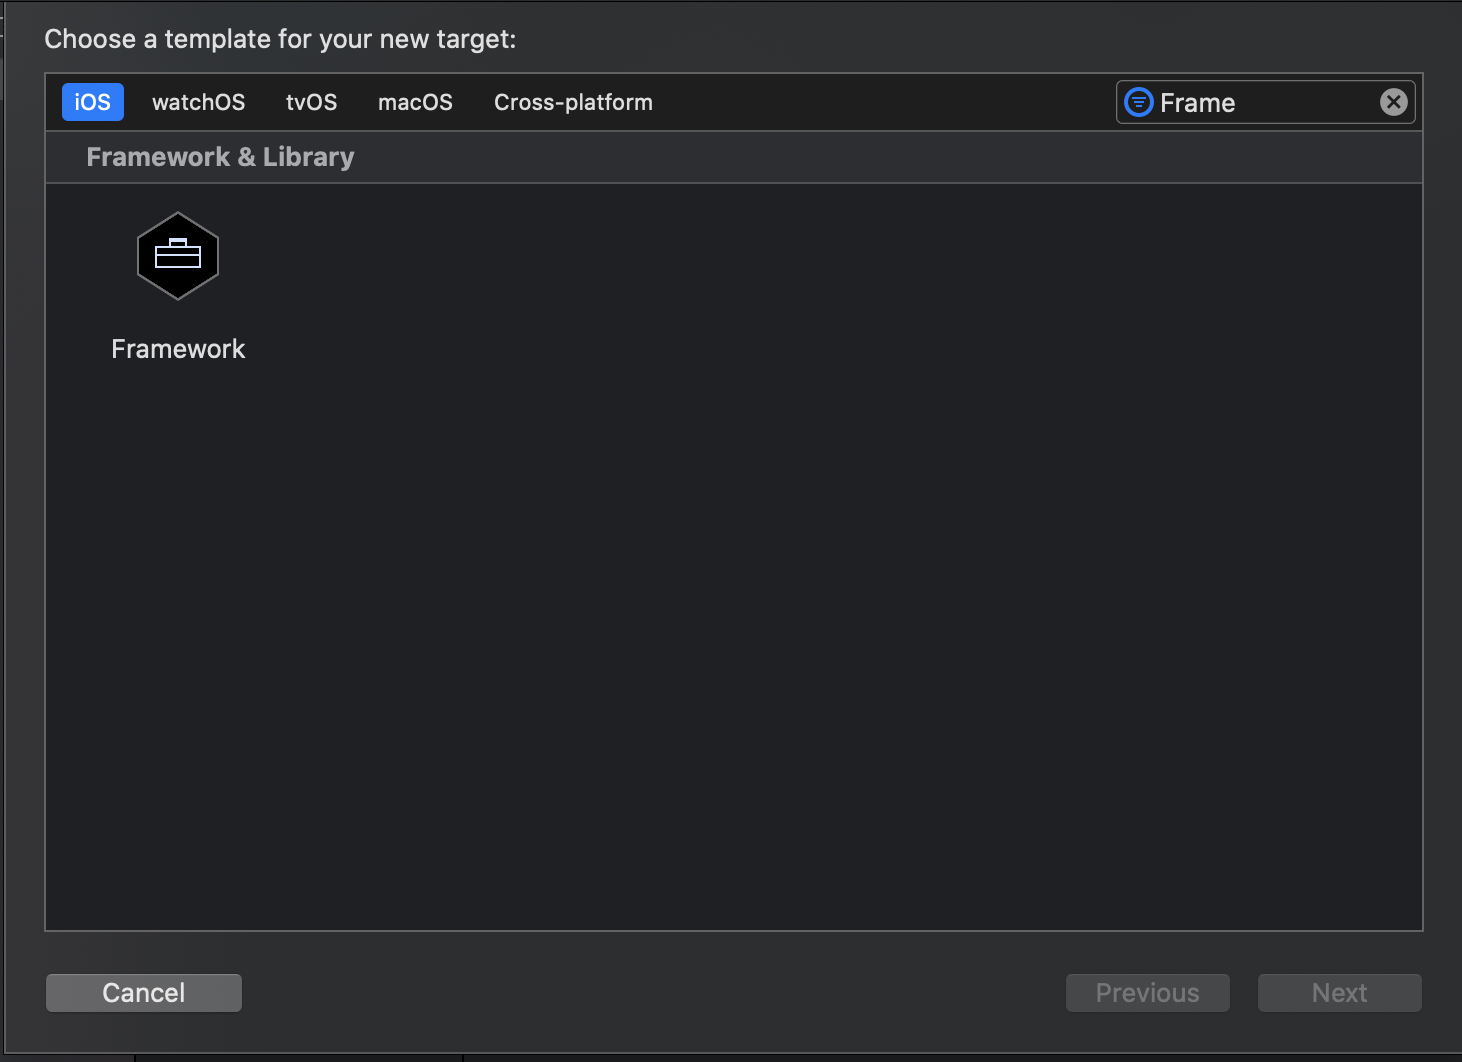 Choose a template for your new target:
iOS watchOS tvOS macOS Cross-platform Frame
Framework & Library
Framework
Cancel Previous Next